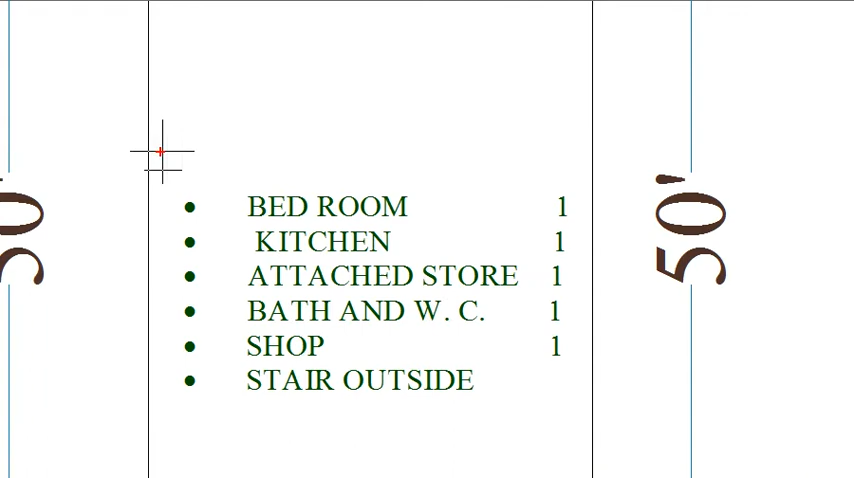 50'
• BED ROOM 1
• KITCHEN 1
• ATTACHED STORE 1
• BATH AND W. C. 1
• SHOP 1
• STAIR OUTSIDE
50'